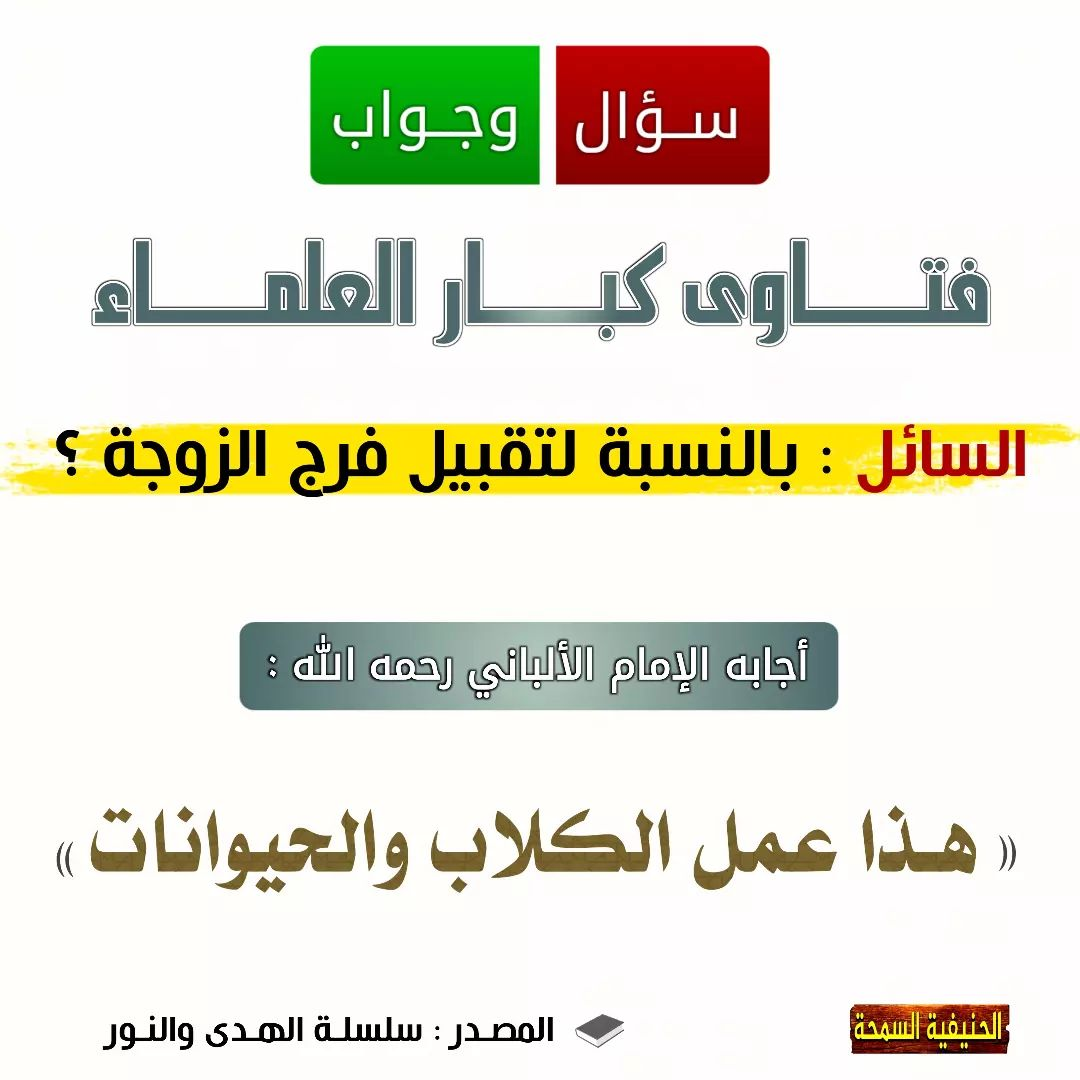 سؤال وجواب
فتاوى كبار العلماء
السائل : بالنسبة لتقبيل فرج الزوجة ؟
أجابه الإمام الألباني رحمه الله :
(( هذا عمل الكلاب والحيوانات ))
الحنيفية السمحة
المصدر : سلسلة الهدى والنور